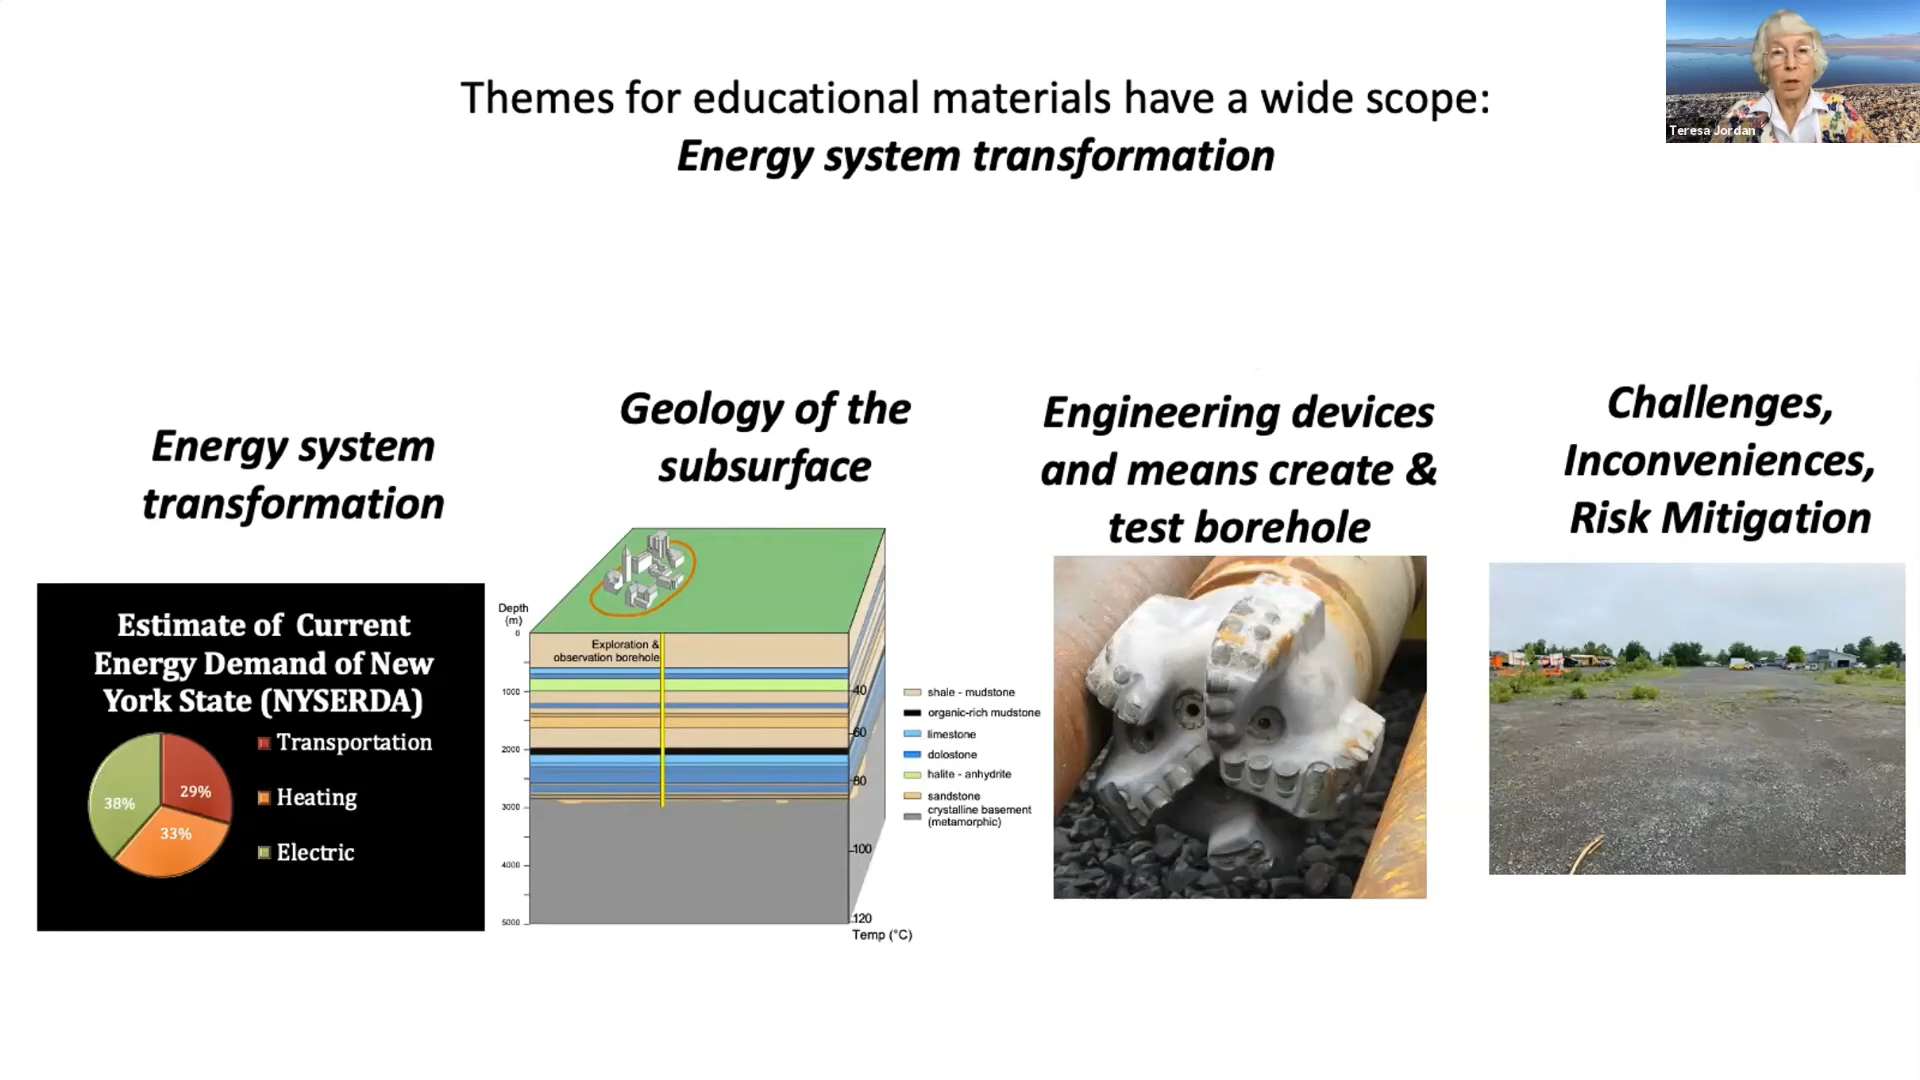 Themes for educational materials have a wide scope:
Energy system transformation
Teresa Jordan
Energy system
transformation
Estimate of Current
Energy Demand of New
York State (NYSERDA)
38%
29%
33%
Transportation
Heating
Electric
Geology of the
subsurface
Depth
(m)
0
1000
2000
3000
4000
5000
Exploration &
observation borehole
40
60
80
100
120
Temp (°C)
shale - mudstone
organic-rich mudstone
limestone
dolostone
halite - anhydrite
sandstone
crystalline basement
(metamorphic)
Engineering devices
and means create &
test borehole
Challenges,
Inconveniences,
Risk Mitigation